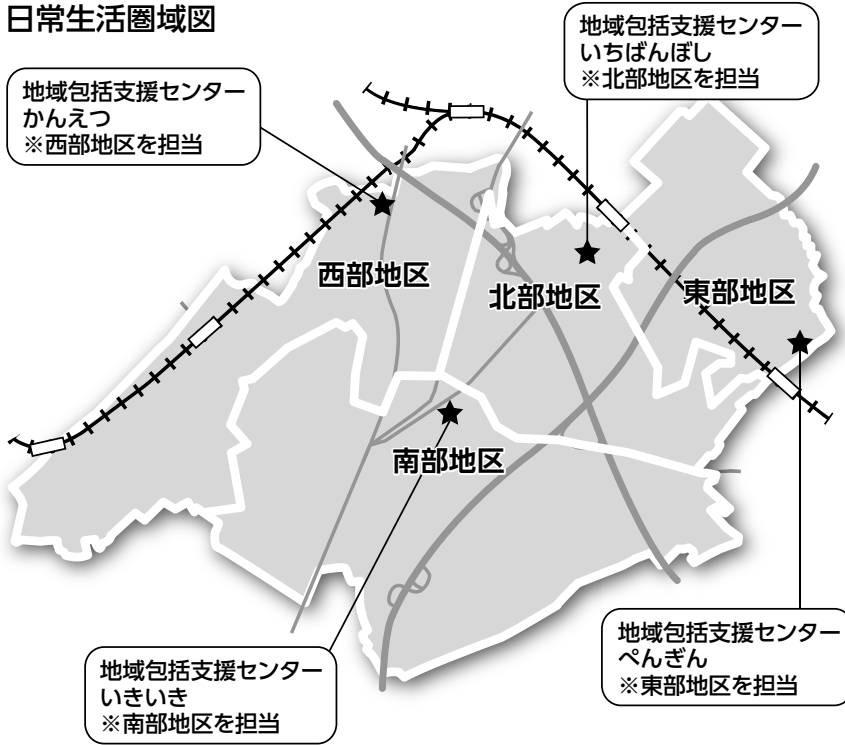 日常生活圏域図
地域包括支援センター
いちばんぼし
※北部地区を担当
地域包括支援センター
かんえつ
※西部地区を担当
西部地区
北部地区
東部地区
南部地区
地域包括支援センター
ぺんぎん
※東部地区を担当
地域包括支援センター
いきいき
※南部地区を担当